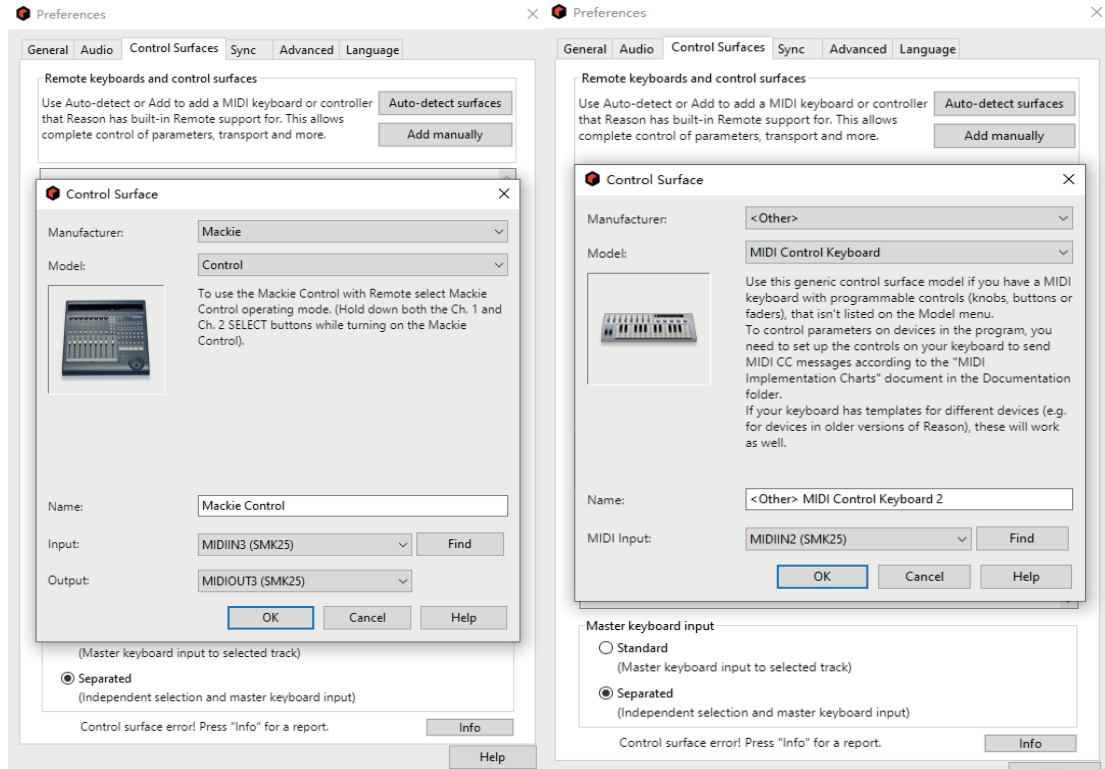 Preferences
General Audio Control Surfaces Sync Advanced Language
Remote keyboards and control surfaces
Use Auto-detect or Add to add a MIDI keyboard or controller
that Reason has built-in Remote support for. This allows
complete control of parameters, transport and more.
Auto-detect surfaces
Add manually
Control Surface
Manufacturer:
Mackie
Model:
Control
To use the Mackie Control with Remote select Mackie
Control operating mode. (Hold down both the Ch. 1 and
Ch. 2 SELECT buttons while turning on the Mackie
Control).
Name:
Mackie Control
Input:
MIDIIN3 (SMK25)
Find
Output:
MIDIOUT3 (SMK25)
OK
Cancel
Help
(Master keyboard input to selected track)
Separated
(Independent selection and master keyboard input)
Control surface error! Press "Info" for a report.
Info
Help
Preferences
General Audio Control Surfaces Sync Advanced Language
Remote keyboards and control surfaces
Use Auto-detect or Add to add a MIDI keyboard or controller
that Reason has built-in Remote support for. This allows
complete control of parameters, transport and more.
Auto-detect surfaces
Add manually
Control Surface
Manufacturer:
<Other>
Model:
MIDI Control Keyboard
Use this generic control surface model if you have a MIDI
keyboard with programmable controls (knobs, buttons or
faders), that isn't listed on the Model menu.
To control parameters on devices in the program, you
need to set up the controls on your keyboard to send
MIDI CC messages according to the "MIDI
Implementation Charts" document in the Documentation
folder.
If your keyboard has templates for different devices (e.g.
for devices in older versions of Reason), these will work
as well.
Name:
<Other> MIDI Control Keyboard 2
MIDI Input:
MIDIIN2 (SMK25)
Find
OK
Cancel
Help
Master keyboard input
Standard
(Master keyboard input to selected track)
Separated
(Independent selection and master keyboard input)
Control surface error! Press "Info" for a report.
Info